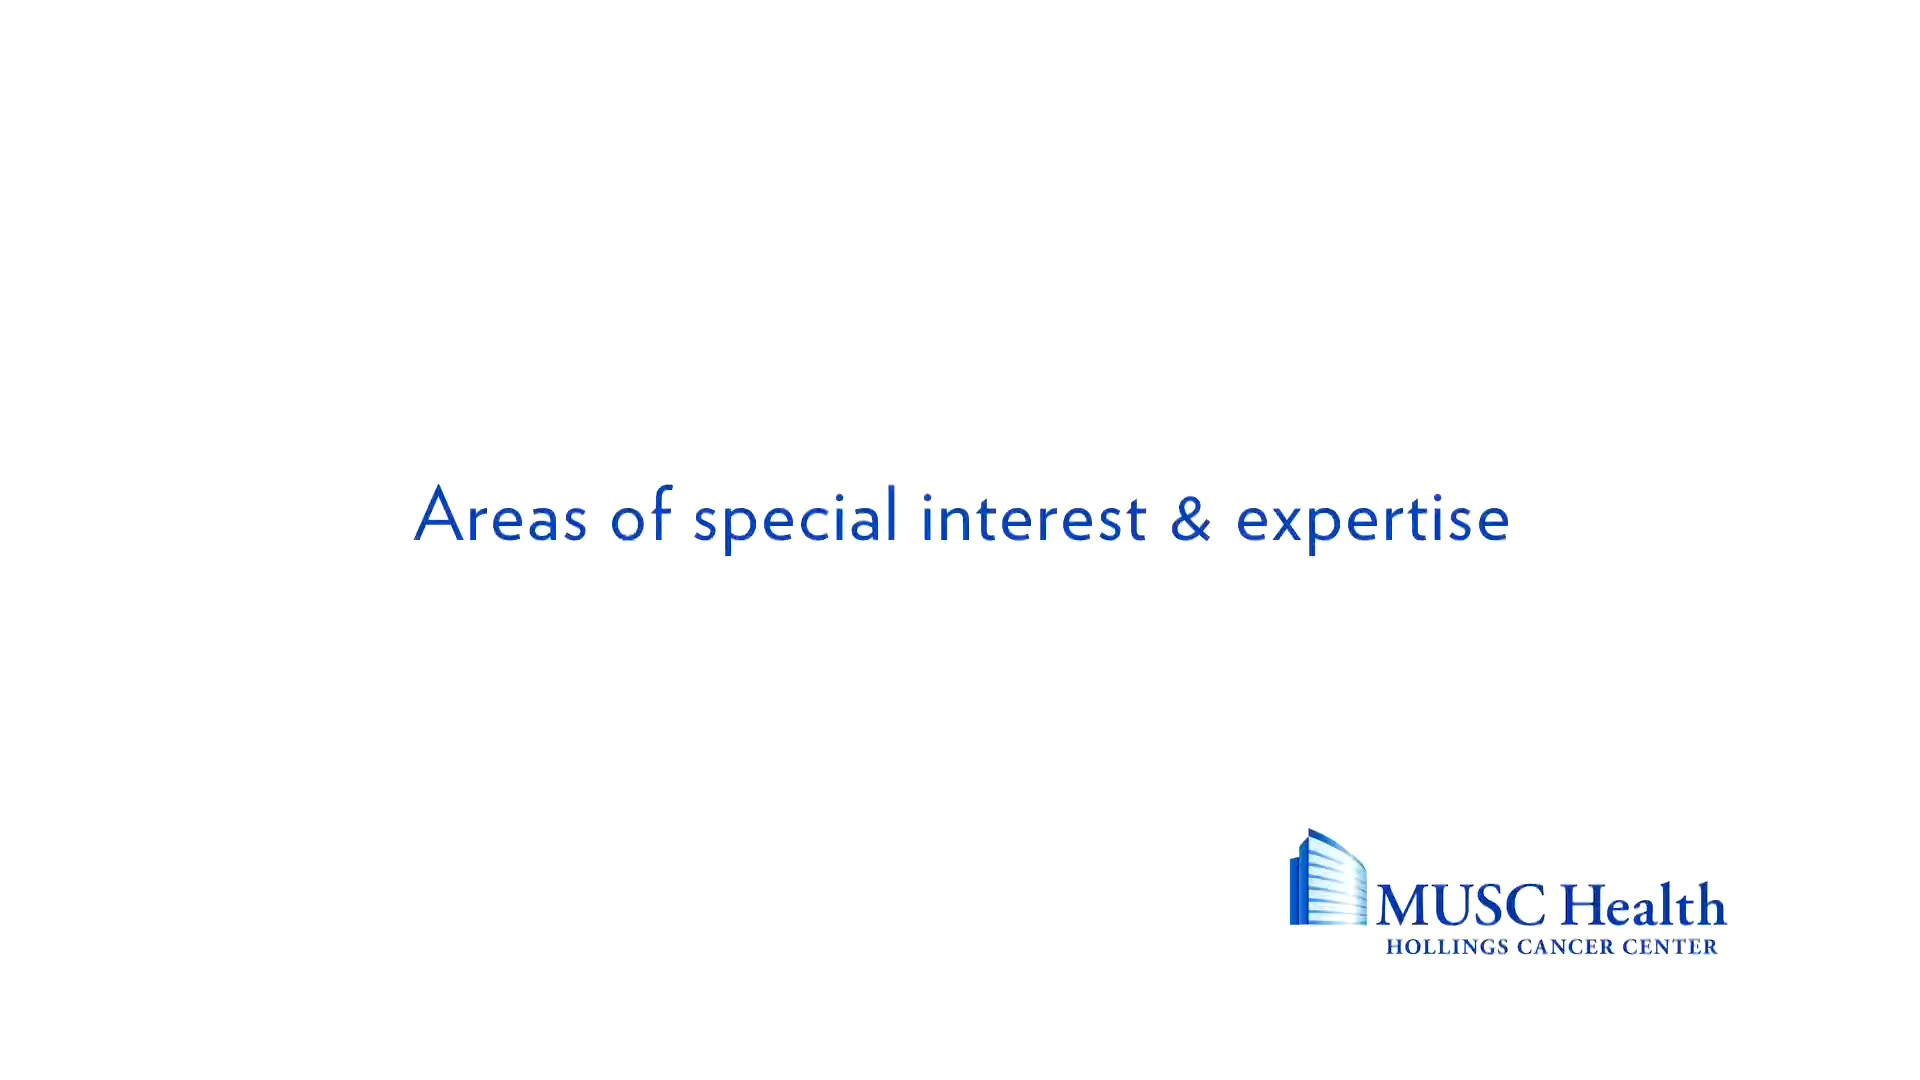 Areas of special interest & expertise
MUSC Health
HOLLINGS CANCER CENTER